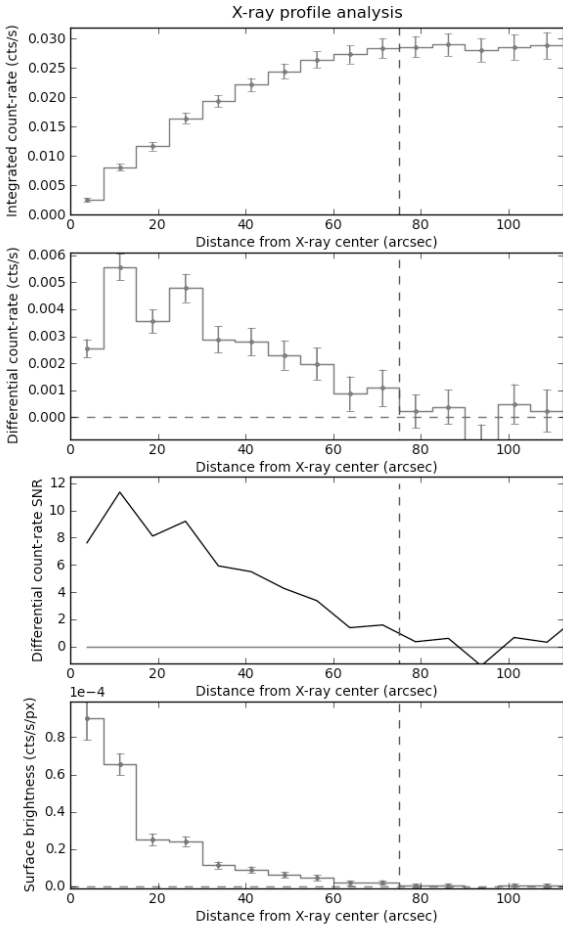 X-ray profile analysis
Integrated count-rate (cts/s)
0.030
0.025
0.020
0.015
0.010
0.005
0.000
0 20 40 60 80 100
Distance from X-ray center (arcsec)
Differential count-rate (cts/s)
0.006
0.005
0.004
0.003
0.002
0.001
0.000
0 20 40 60 80 100
Distance from X-ray center (arcsec)
Differential count-rate SNR
12
10
8
6
4
2
0
0 20 40 60 80 100
Distance from X-ray center (arcsec)
1e−4
Surface brightness (cts/s/px)
0.8
0.6
0.4
0.2
0.0
0 20 40 60 80 100
Distance from X-ray center (arcsec)